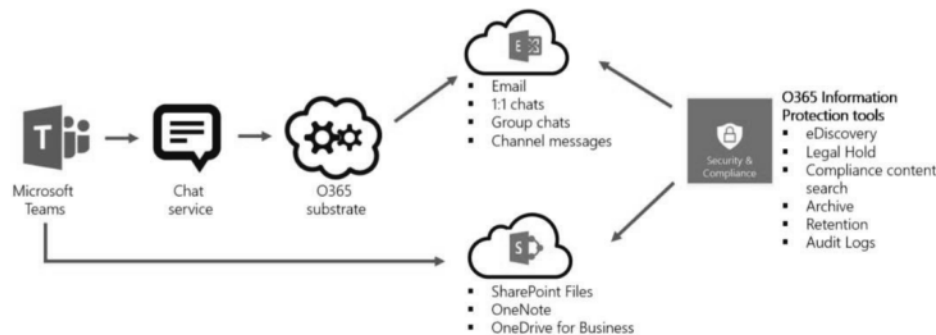 T
Microsoft
Teams
Chat
service
O365
substrate
E
Email
1:1 chats
Group chats
Channel messages
S
SharePoint Files
OneNote
OneDrive for Business
Security &
Compliance
O365 Information
Protection tools
eDiscovery
Legal Hold
Compliance content
search
Archive
Retention
Audit Logs